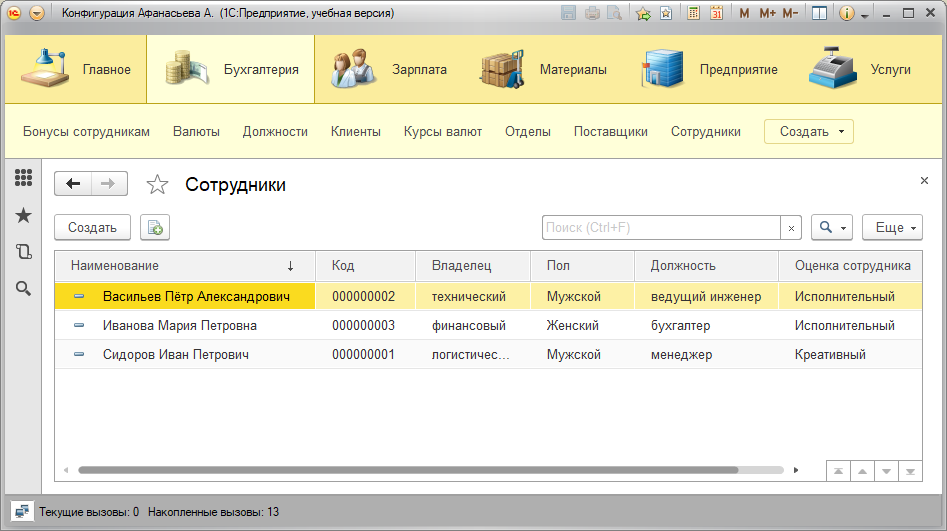 Конфигурация Афанасьева А. (1С:Предприятие, учебная версия) M M+ M-
Главное Бухгалтерия Зарплата Материалы Предприятие Услуги
Бонусы сотрудникам Валюты Должности Клиенты Курсы валют Отделы Поставщики Сотрудники Создать
Сотрудники
Создать Поиск (Ctrl+F) Еще
Наименование Код Владелец Пол Должность Оценка сотрудника
Васильев Пётр Александрович 000000002 технический Мужской ведущий инженер Исполнительный
Иванова Мария Петровна 000000003 финансовый Женский бухгалтер Исполнительный
Сидоров Иван Петрович 000000001 логистичес... Мужской менеджер Креативный
Текущие вызовы: 0 Накопленные вызовы: 13